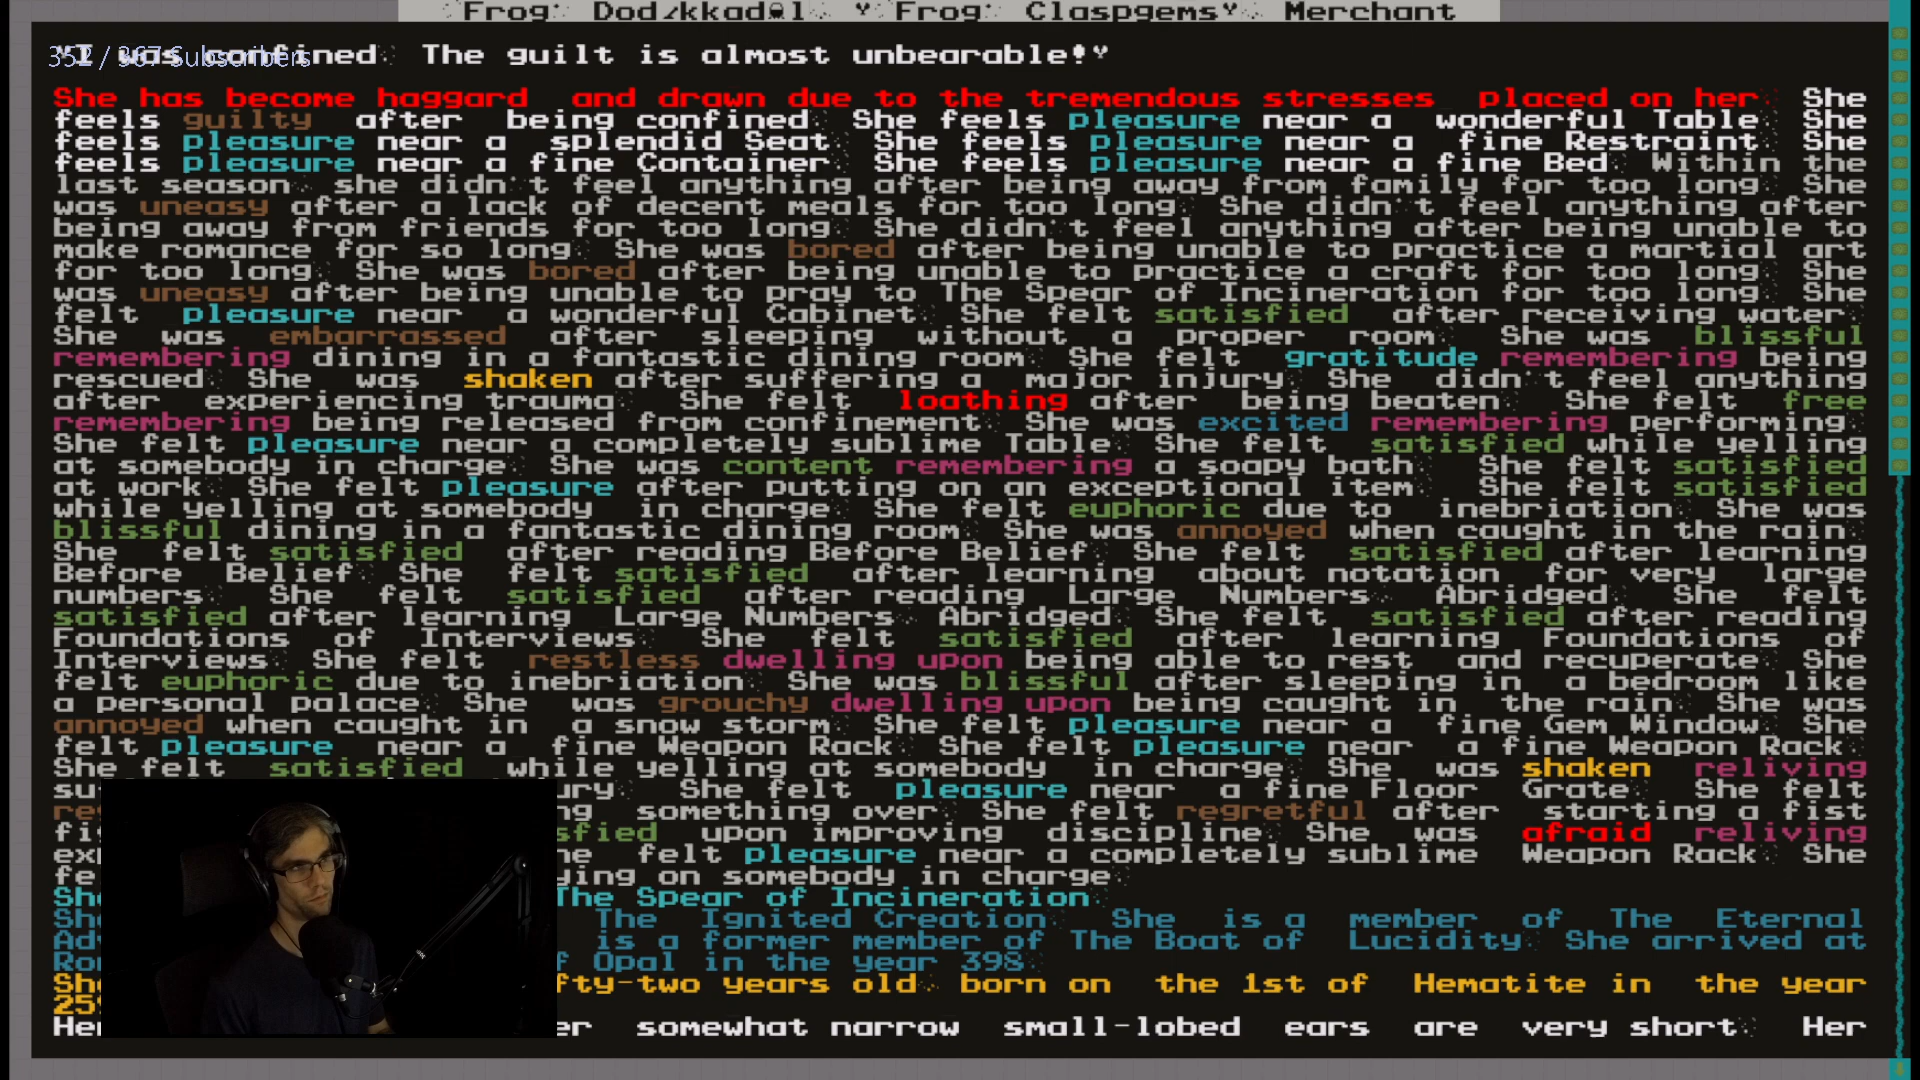 Frog Claspgems Merchant
352 / 367 Subscribers
"I was confined. The guilt is almost unbearable!"
She has become haggard and drawn due to the tremendous stresses placed on her. She
feels guilty after being confined. She feels pleasure near a wonderful Table. She
feels pleasure near a splendid Seat. She feels pleasure near a fine Restraint. She
feels pleasure near a fine Container. She feels pleasure near a fine Bed. Within the
last season, she didn't feel anything after being away from family for too long. She
was uneasy after a lack of decent meals for too long. She didn't feel anything after
being away from friends for too long. She didn't feel anything after being unable to
make romance for so long. She was bored after being unable to practice a martial art
for too long. She was bored after being unable to practice a craft for too long. She
was uneasy after being unable to pray to The Spear of Incineration for too long. She
felt pleasure near a wonderful Cabinet. She felt satisfied after receiving water.
She was embarrassed after sleeping without a proper room. She was blissful
remembering dining in a fantastic dining room. She felt gratitude remembering being
rescued. She was shaken after suffering a major injury. She didn't feel anything
after experiencing trauma. She felt loathing after being beaten. She felt free
remembering being released from confinement. She was excited remembering performing.
She felt pleasure near a completely sublime Table. She felt satisfied while yelling
at somebody in charge. She was content remembering a soapy bath. She felt satisfied
at work. She felt pleasure after putting on an exceptional item. She felt satisfied
while yelling at somebody in charge. She felt euphoric due to inebriation. She was
blissful dining in a fantastic dining room. She was annoyed when caught in the rain.
She felt satisfied after reading Before Belief. She felt satisfied after learning
Before Belief. She felt satisfied after learning about notation for very large
numbers. She felt satisfied after reading Large Numbers, Abridged. She felt
satisfied after learning Large Numbers, Abridged. She felt satisfied after reading
Foundations of Interviews. She felt satisfied after learning Foundations of
Interviews. She felt restless dwelling upon being able to rest and recuperate. She
felt euphoric due to inebriation. She was blissful after sleeping in a bedroom like
a personal palace. She was grouchy dwelling upon being caught in the rain. She was
annoyed when caught in a snow storm. She felt pleasure near a fine Gem Window. She
felt pleasure near a fine Weapon Rack. She felt pleasure near a fine Weapon Rack.
She felt satisfied while yelling at somebody in charge. She was shaken reliving
She felt pleasure near a fine Floor Grate. She felt
something over. She felt regretful after starting a fist
upon improving discipline. She was afraid reliving
felt pleasure near a completely sublime Weapon Rack. She
on somebody in charge.
The Spear of Incineration.
The Ignited Creation. She is a member of The Eternal
is a former member of The Boat of Lucidity. She arrived at
Opal in the year 398.
years old, born on the 1st of Hematite in the year
somewhat narrow small-lobed ears are very short. Her